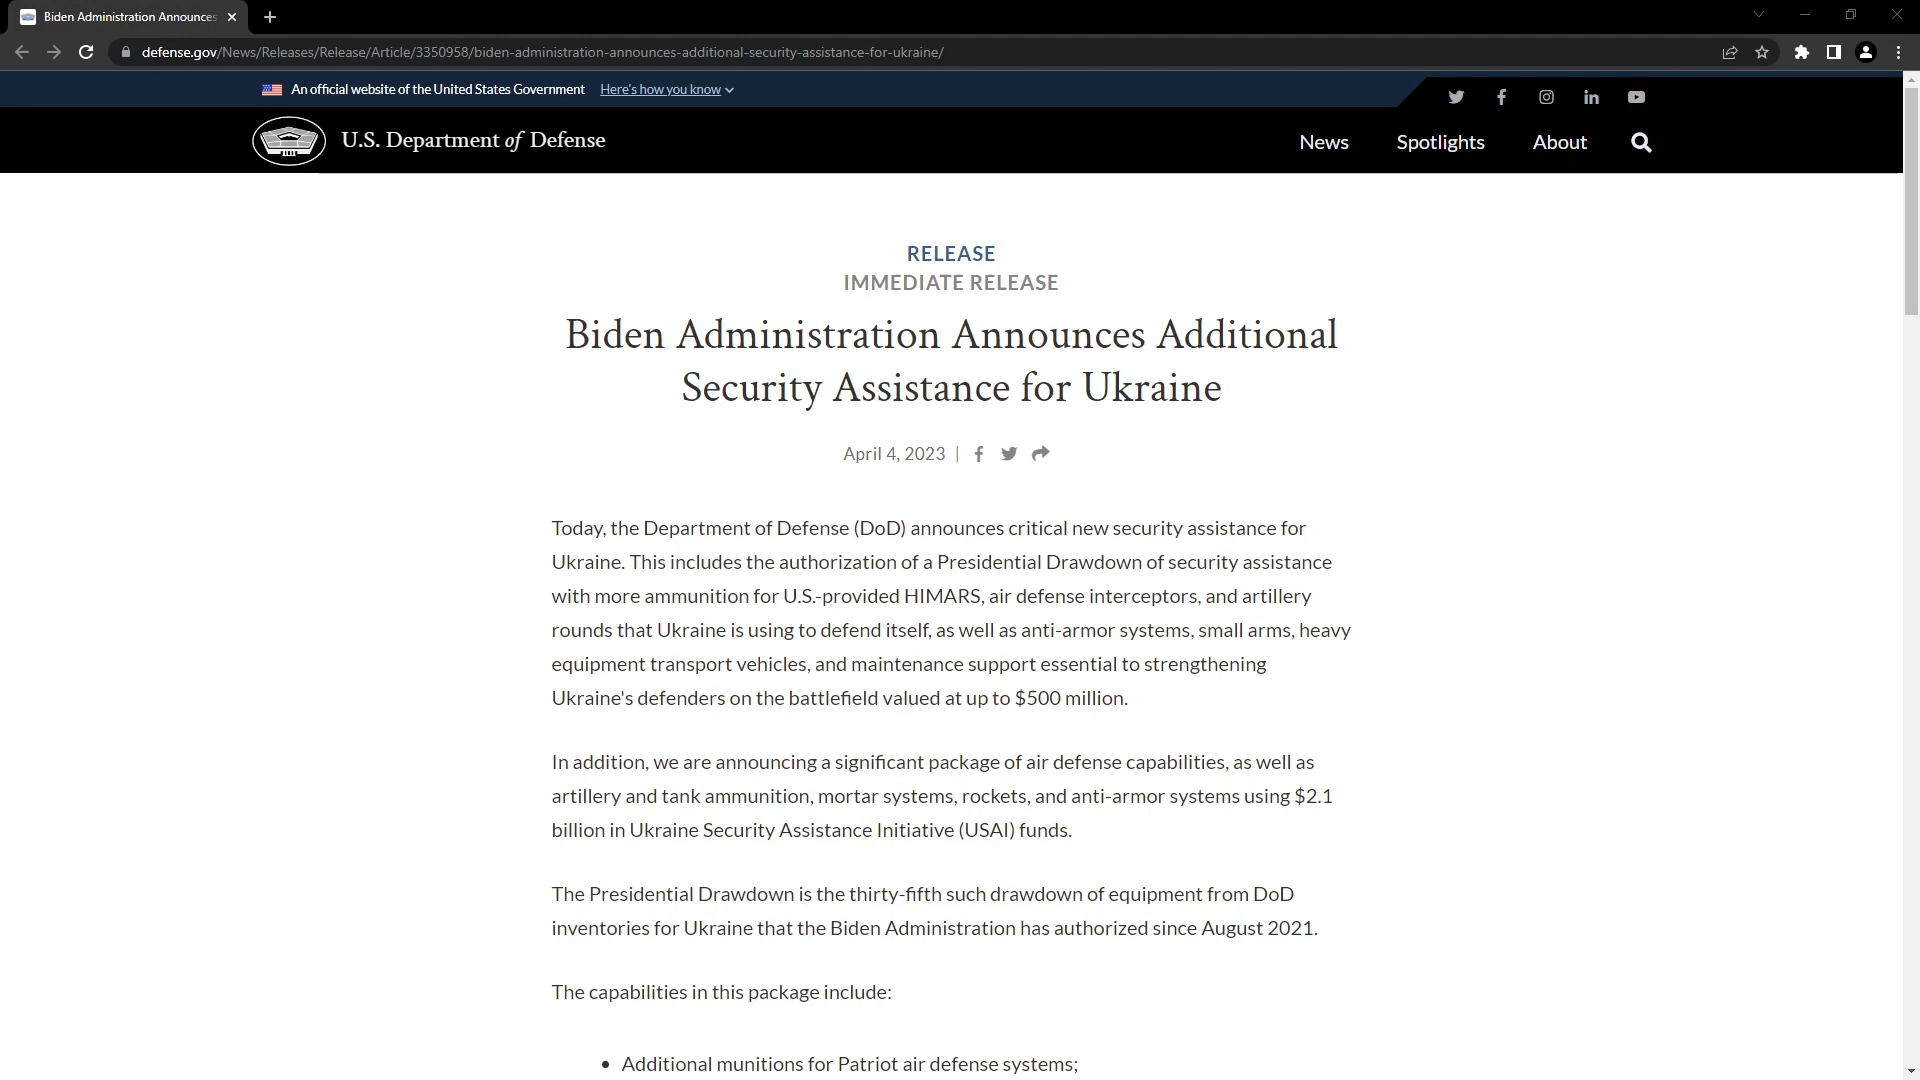 Biden Administration Announces
defense.gov/News/Releases/Release/Article/3350958/biden-administration-announces-additional-security-assistance-for-ukraine/
An official website of the United States Government Here's how you know
U.S. Department of Defense
News Spotlights About
RELEASE
IMMEDIATE RELEASE
Biden Administration Announces Additional
Security Assistance for Ukraine
April 4, 2023 |
Today, the Department of Defense (DoD) announces critical new security assistance for
Ukraine. This includes the authorization of a Presidential Drawdown of security assistance
with more ammunition for U.S.-provided HIMARS, air defense interceptors, and artillery
rounds that Ukraine is using to defend itself, as well as anti-armor systems, small arms, heavy
equipment transport vehicles, and maintenance support essential to strengthening
Ukraine's defenders on the battlefield valued at up to $500 million.
In addition, we are announcing a significant package of air defense capabilities, as well as
artillery and tank ammunition, mortar systems, rockets, and anti-armor systems using $2.1
billion in Ukraine Security Assistance Initiative (USAI) funds.
The Presidential Drawdown is the thirty-fifth such drawdown of equipment from DoD
inventories for Ukraine that the Biden Administration has authorized since August 2021.
The capabilities in this package include:
• Additional munitions for Patriot air defense systems;